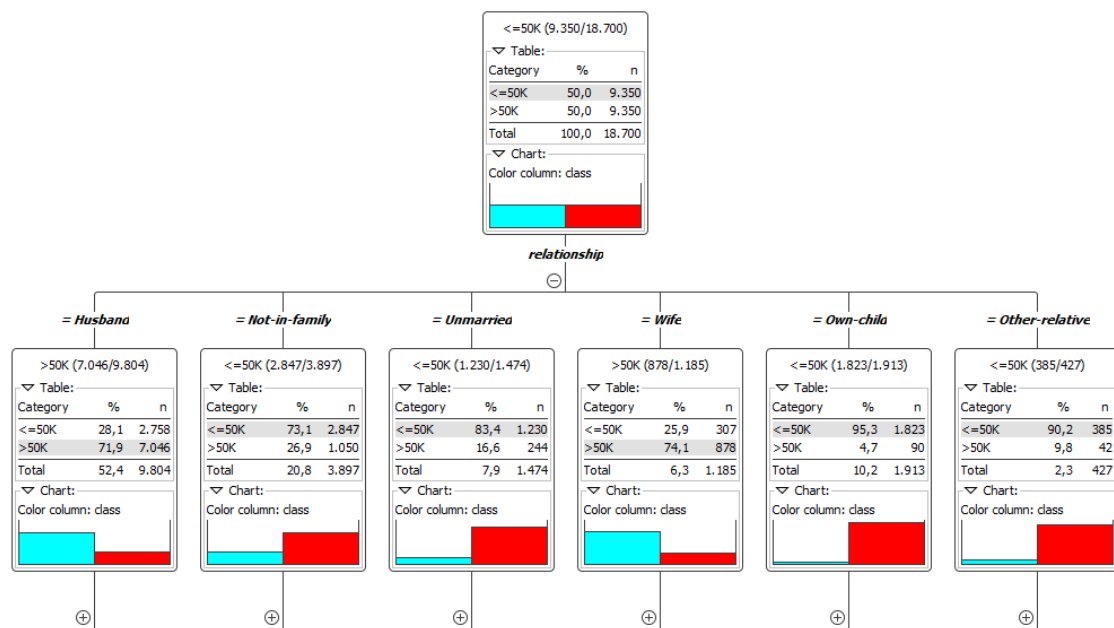 <=50K (9.350/18.700)
Table:
Category % n
<=50K 50,0 9.350
>50K 50,0 9.350
Total 100,0 18.700
Chart:
Color column: class
relationship
= Husband
>50K (7.046/9.804)
Table:
Category % n
<=50K 28,1 2.758
>50K 71,9 7.046
Total 52,4 9.804
Chart:
Color column: class
= Not-in-family
<=50K (2.847/3.897)
Table:
Category % n
<=50K 73,1 2.847
>50K 26,9 1.050
Total 20,8 3.897
Chart:
Color column: class
= Unmarried
<=50K (1.230/1.474)
Table:
Category % n
<=50K 83,4 1.230
>50K 16,6 244
Total 7,9 1.474
Chart:
Color column: class
= Wife
>50K (878/1.185)
Table:
Category % n
<=50K 25,9 307
>50K 74,1 878
Total 6,3 1.185
Chart:
Color column: class
= Own-child
<=50K (1.823/1.913)
Table:
Category % n
<=50K 95,3 1.823
>50K 4,7 90
Total 10,2 1.913
Chart:
Color column: class
= Other-relative
<=50K (385/427)
Table:
Category % n
<=50K 90,2 385
>50K 9,8 42
Total 2,3 427
Chart:
Color column: class